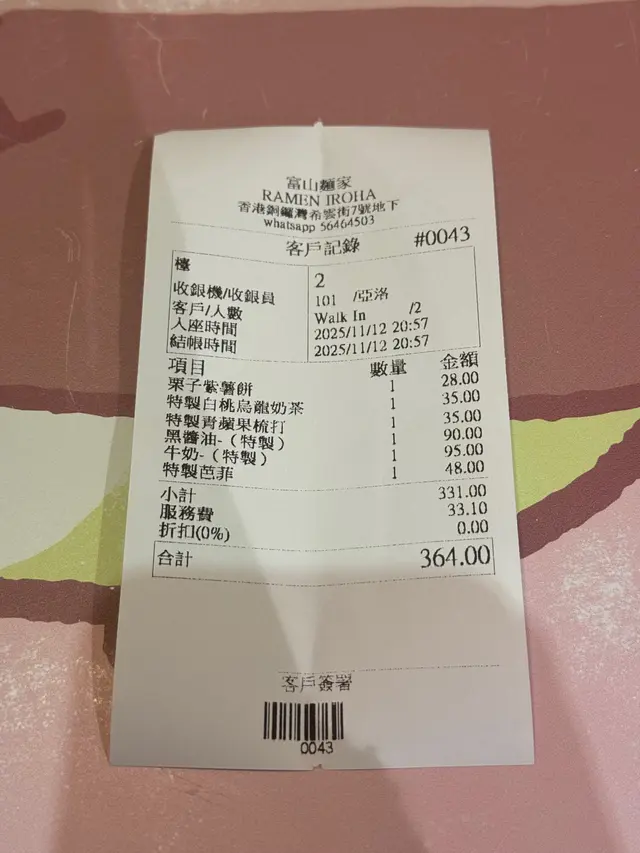 富山麵家
RAMEN IROHA
香港銅鑼灣希雲街7號地下
whatsapp 56464503
客戶記錄 #0043
檯 2
收銀機/收銀員 101 /亞洛
客戶/人數 Walk In /2
入座時間 2025/11/12 20:57
結帳時間 2025/11/12 20:57
項目 數量 金額
栗子紫薯餅 1 28.00
特製白桃烏龍奶茶 1 35.00
特製青蘋果梳打 1 35.00
黑醬油-（特製） 1 90.00
牛奶-（特製） 1 95.00
特製芭菲 1 48.00
小計 331.00
服務費 33.10
折扣(0%) 0.00
合計 364.00
客戶簽署
0043